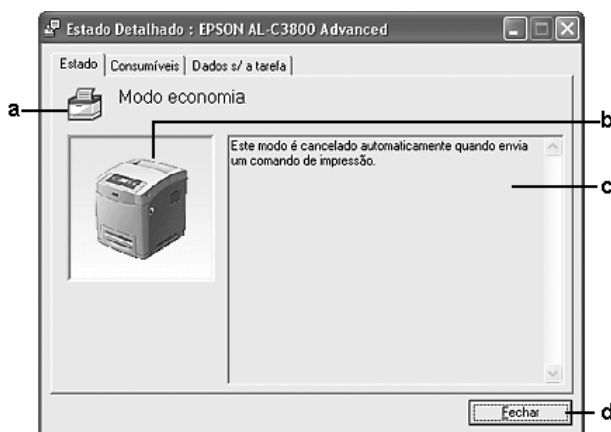 Estado Detalhado : EPSON AL-C3800 Advanced
Estado
Consumíveis
Dados s/ a tarefa
a
Modo economia
b
Este modo é cancelado automaticamente quando envia
um comando de impressão.
c
Fechar
d